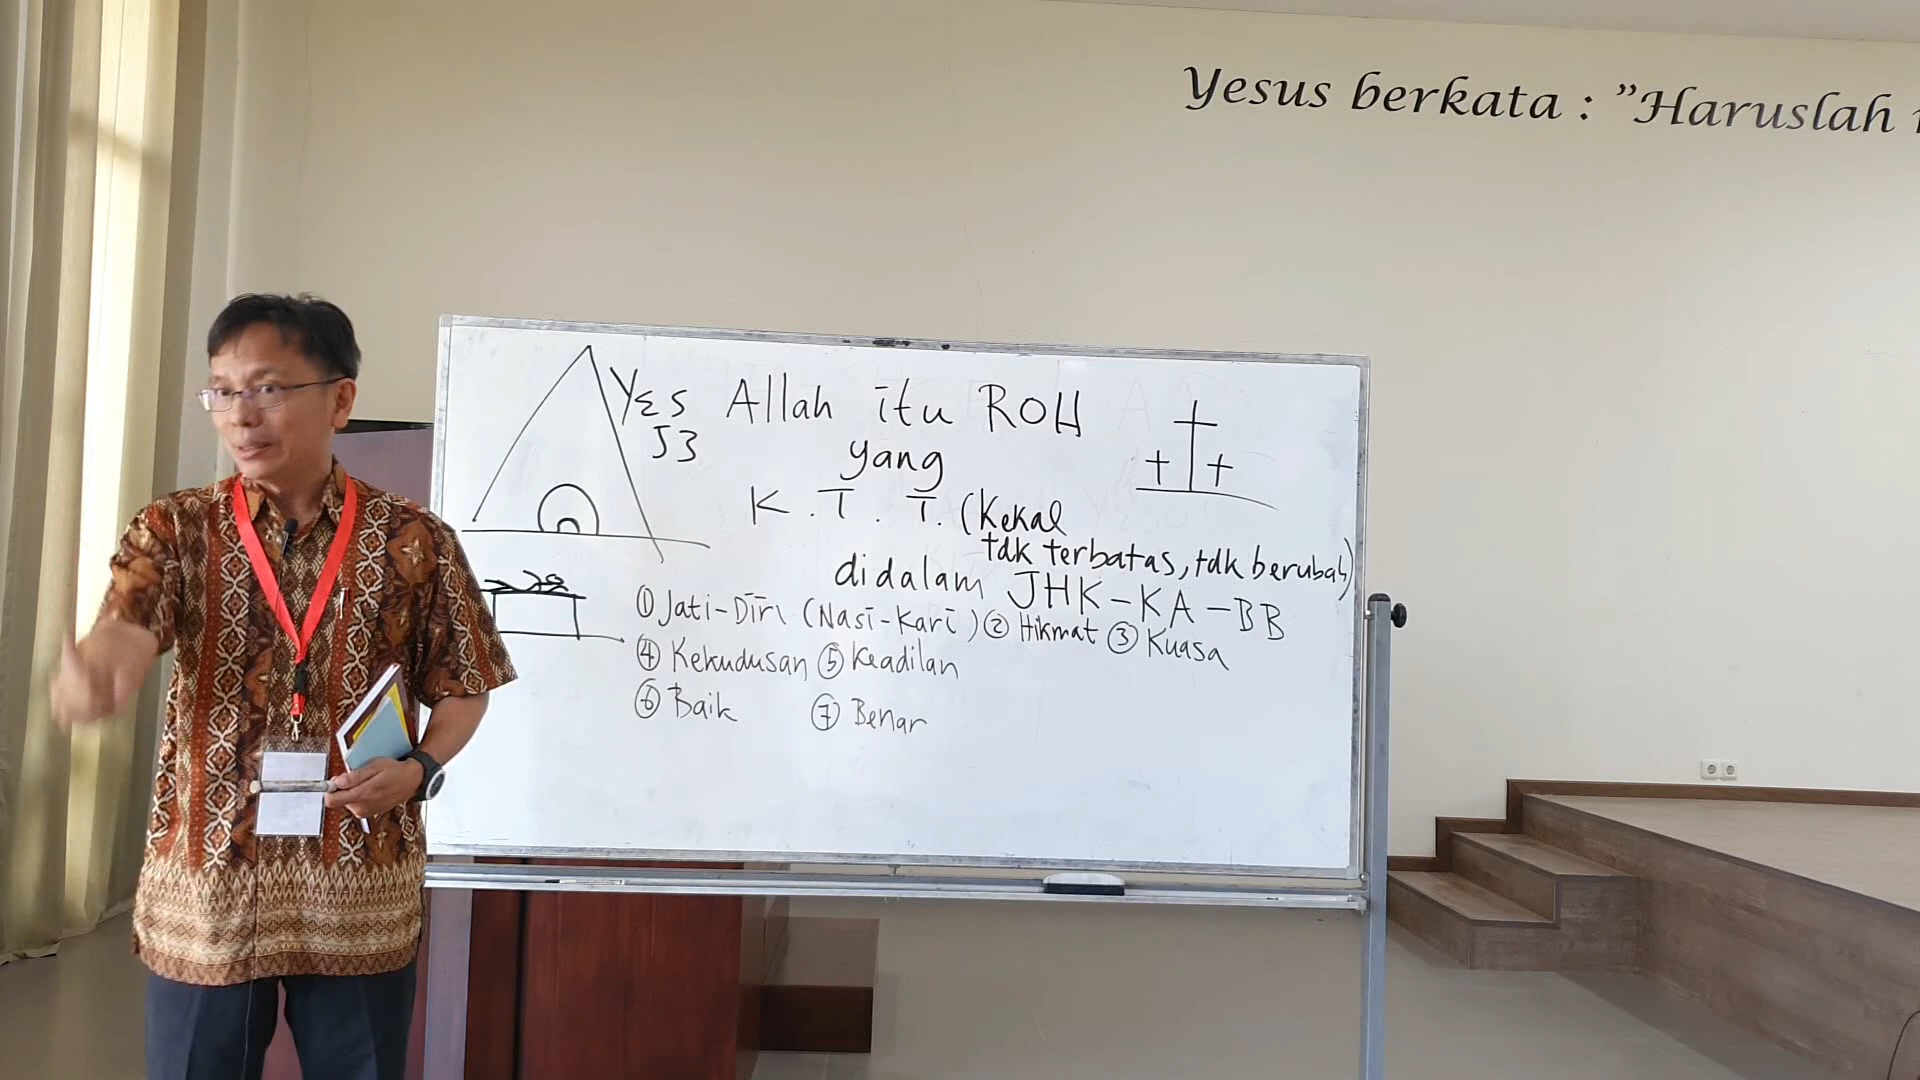 Yesus berkata : "Haruslah
Yes Allah itu ROH
J3
yang
K . T . T. (Kekal
tdk terbatas, tdk berubah)
didalam JHK-KA-BB
① Jati-Diri (Nasi-Kari) ② Hikmat ③ Kuasa
④ Kekudusan ⑤ Keadilan
⑥ Baik ⑦ Benar